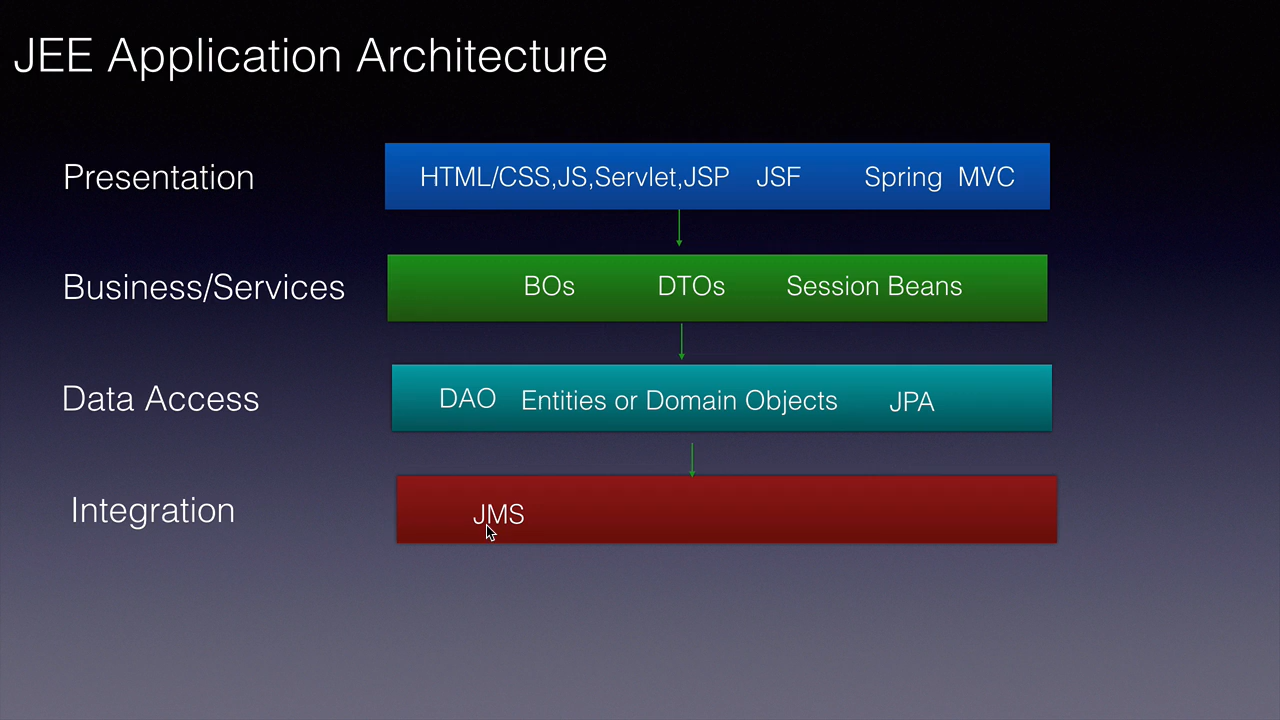 JEE Application Architecture
Presentation
HTML/CSS,JS,Servlet,JSP JSF Spring MVC
Business/Services
BOs DTOs Session Beans
Data Access
DAO Entities or Domain Objects JPA
Integration
JMS